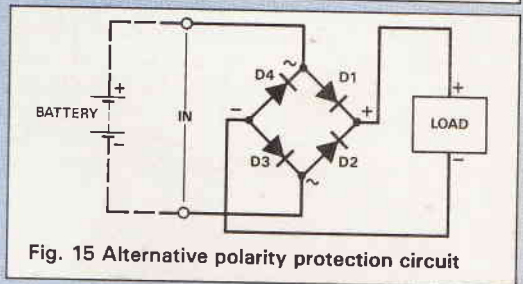 ~
D4
D1
+
+
BATTERY
IN
-
+
LOAD
-
D3
D2
-
~
Fig. 15 Alternative polarity protection circuit